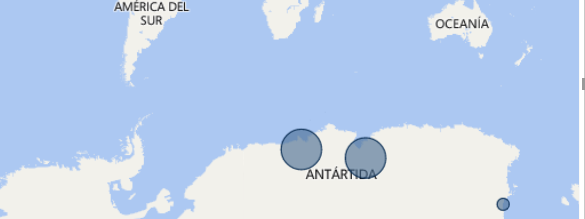 AMÉRICA DEL
SUR
OCEANÍA
ANTÁRTIDA